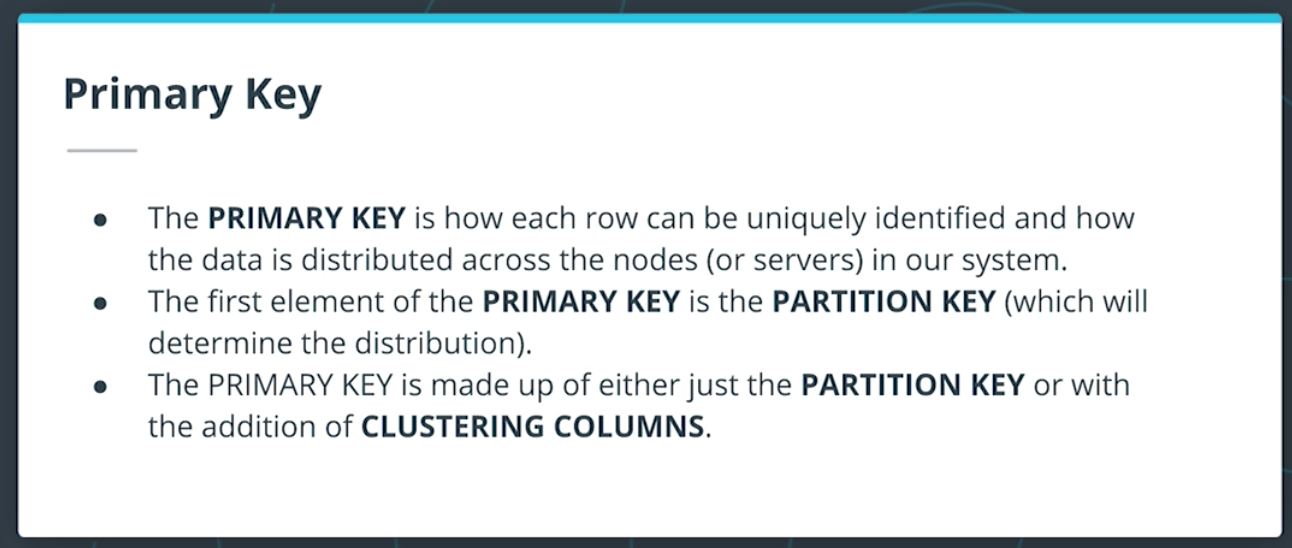 Primary Key
● The PRIMARY KEY is how each row can be uniquely identified and how
the data is distributed across the nodes (or servers) in our system.
● The first element of the PRIMARY KEY is the PARTITION KEY (which will
determine the distribution).
● The PRIMARY KEY is made up of either just the PARTITION KEY or with
the addition of CLUSTERING COLUMNS.